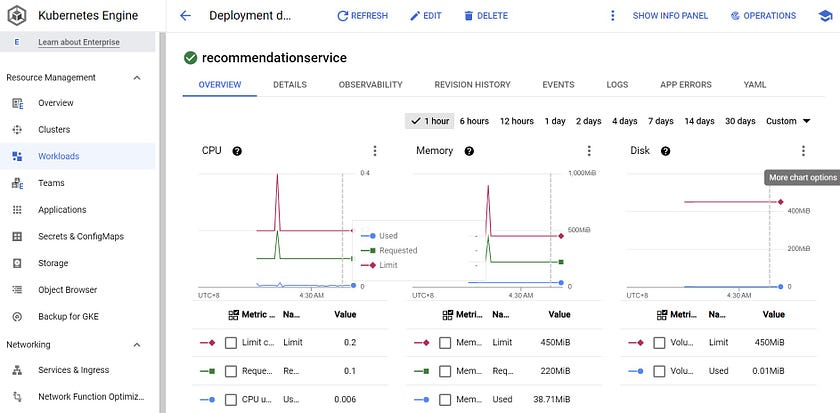 Kubernetes Engine
Deployment d...
REFRESH
EDIT
DELETE
SHOW INFO PANEL
OPERATIONS
E Learn about Enterprise
Resource Management
Overview
Clusters
Workloads
Teams
Applications
Secrets & ConfigMaps
Storage
Object Browser
Backup for GKE
Networking
Services & Ingress
Network Function Optimiz...
recommendationservice
OVERVIEW DETAILS OBSERVABILITY REVISION HISTORY EVENTS LOGS APP ERRORS YAML
1 hour 6 hours 12 hours 1 day 2 days 4 days 7 days 14 days 30 days Custom
CPU
0.4
0
UTC+8 4:30 AM
Used -
Requested -
Limit -
Metric ... Na... Value
Limit c... Limit 0.2
Reque... Re... 0.1
CPU u... Us... 0.006
Memory
1,000MiB
500MiB
0
UTC+8 4:30 AM
Metri... Na... Value
Mem... Limit 450MiB
Mem... Req... 220MiB
Mem... Used 38.71MiB
Disk
More chart options
400MiB
200MiB
0
UTC+8 4:30 AM
Metri... Na... Value
Volu... Limit 450MiB
Volu... Used 0.01MiB